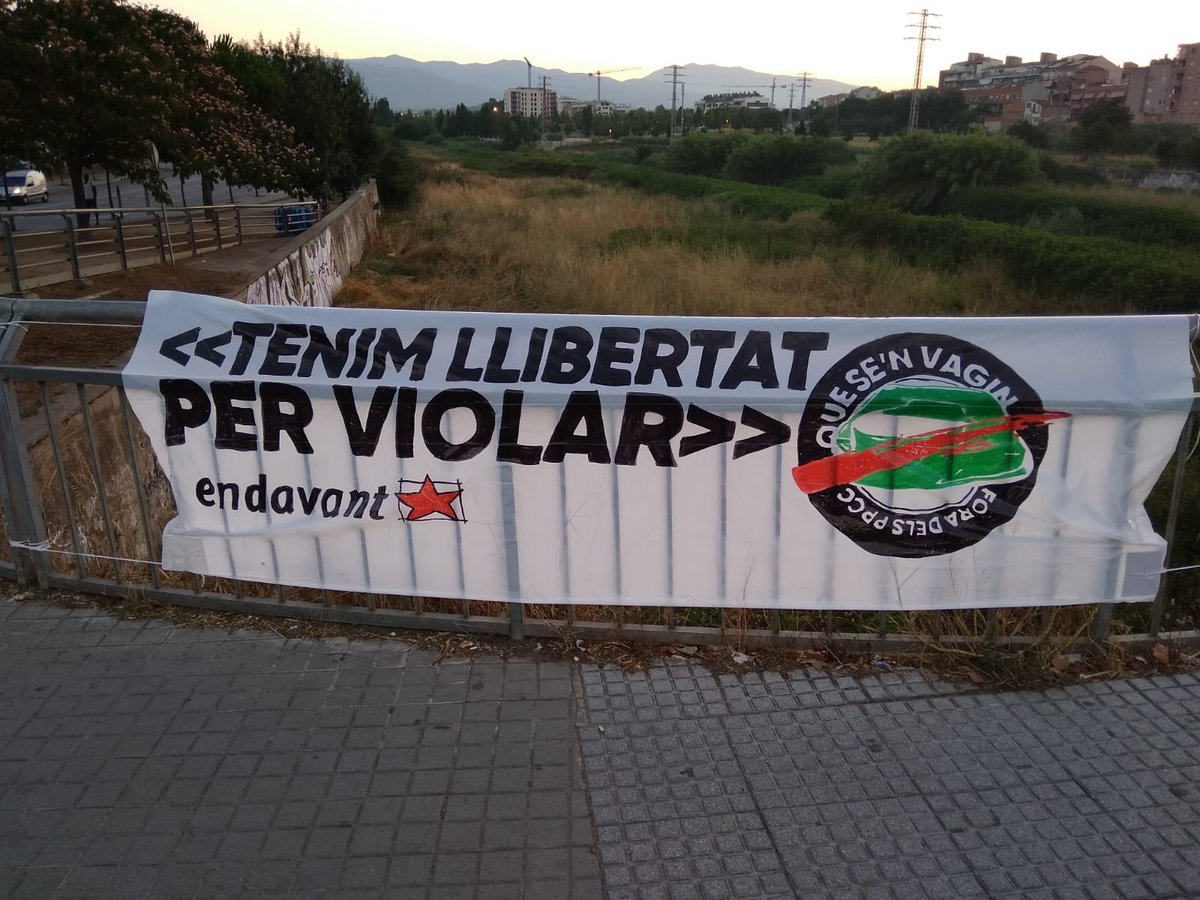 <<TENIM LLIBERTAT
PER VIOLAR>>
endavant
QUE SE'N VAGIN
FORA DELS PPCC